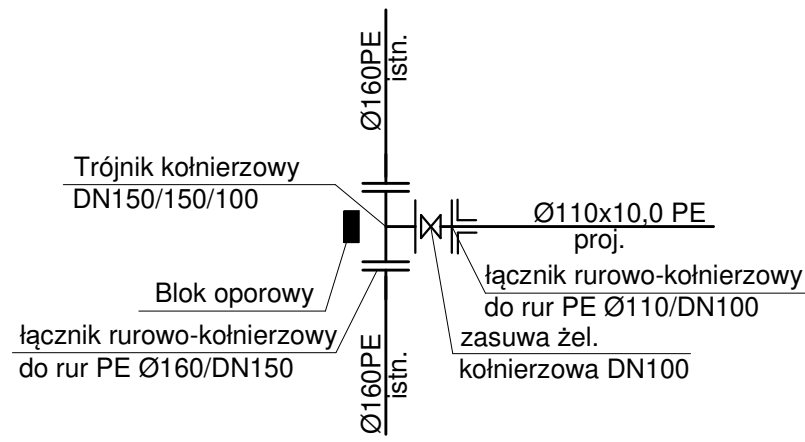 Ø160PE
istn.
Trójnik kołnierzowy
DN150/150/100
Ø110x10,0 PE
proj.
łącznik rurowo-kołnierzowy
do rur PE Ø110/DN100
Blok oporowy
łącznik rurowo-kołnierzowy
do rur PE Ø160/DN150
zasuwa żel.
kołnierzowa DN100
Ø160PE
istn.